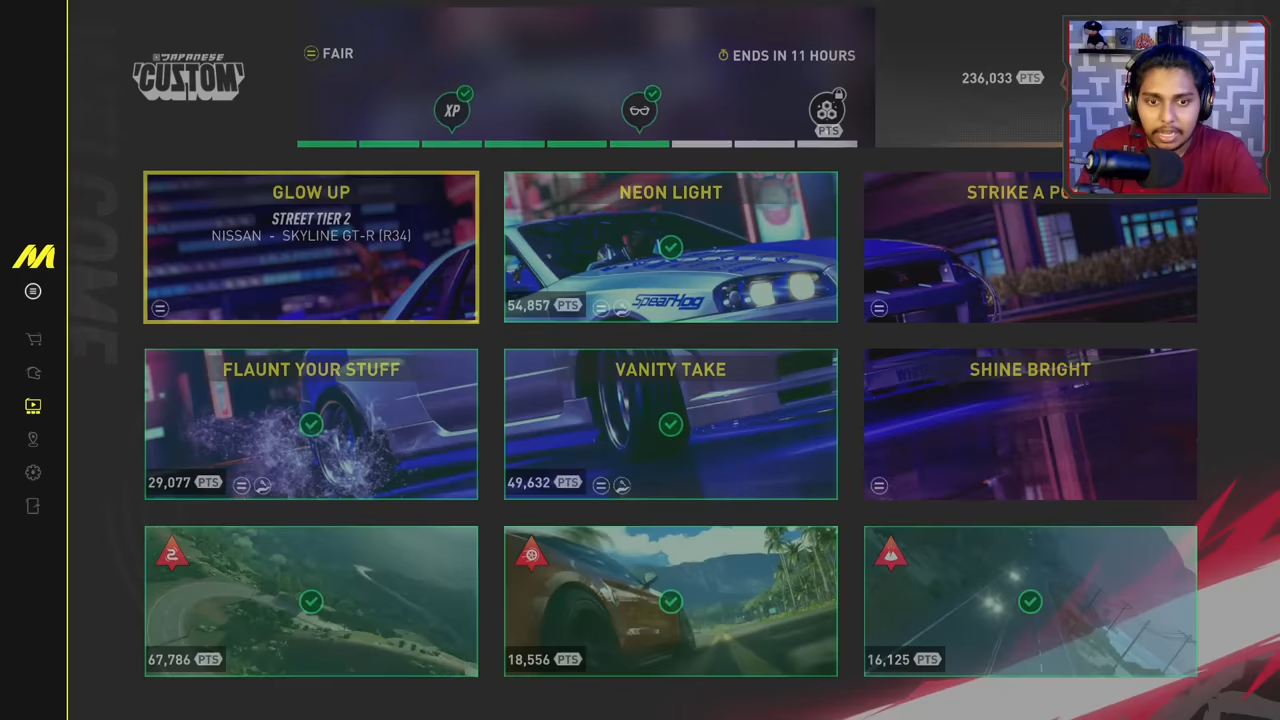 JAPANESE
CUSTOM
FAIR
ENDS IN 11 HOURS
236,033 PTS
XP
PTS
GLOW UP
STREET TIER 2
NISSAN - SKYLINE GT-R (R34)
NEON LIGHT
SpearHog
54,857 PTS
STRIKE A
FLAUNT YOUR STUFF
29,077 PTS
VANITY TAKE
49,632 PTS
SHINE BRIGHT
67,786 PTS
18,556 PTS
16,125 PTS